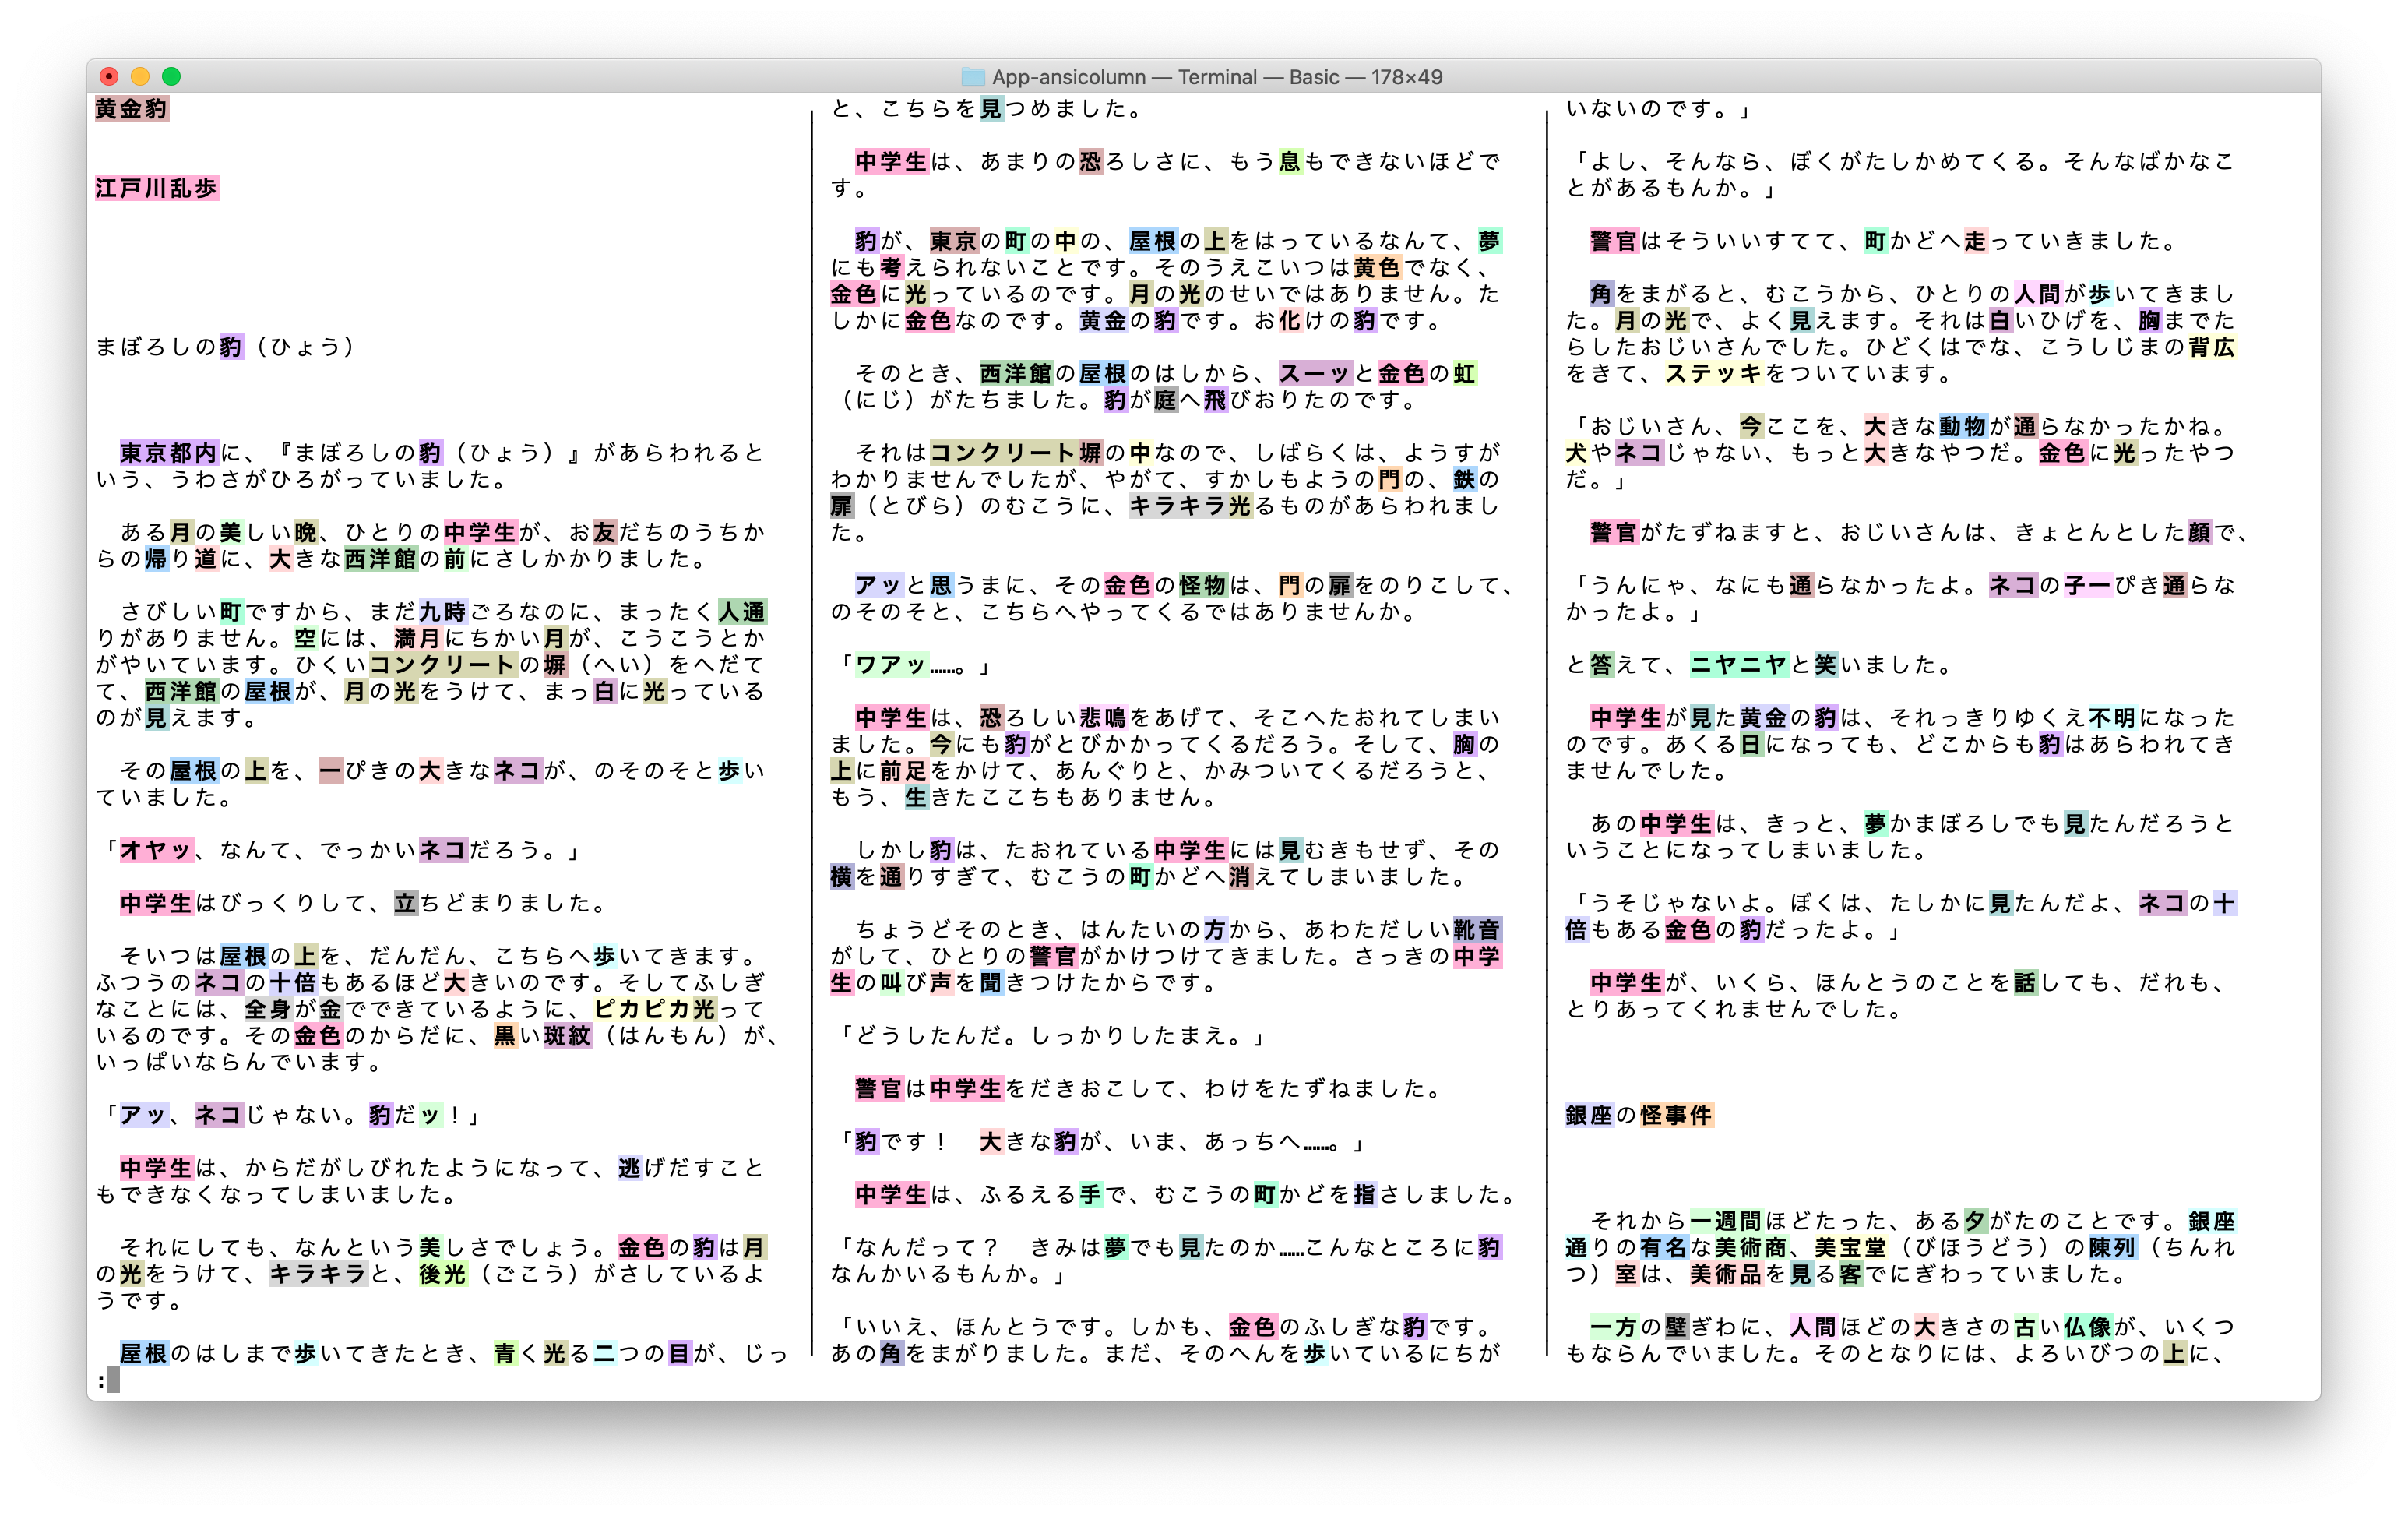 App-ansicolumn — Terminal — Basic — 178×49
黄金豹
江戸川乱歩
まぼろしの豹（ひょう）
東京都内に、『まぼろしの豹（ひょう）』があらわれると
いう、うわさがひろがっていました。
ある月の美しい晩、ひとりの中学生が、お友だちのうちか
らの帰り道に、大きな西洋館の前にさしかかりました。
さびしい町ですから、まだ九時ごろなのに、まったく人通
りがありません。空には、満月にちかい月が、こうこうとか
がやいています。ひくいコンクリートの塀（へい）をへだて
て、西洋館の屋根が、月の光をうけて、まっ白に光っている
のが見えます。
その屋根の上を、一ぴきの大きなネコが、のそのそと歩い
ていました。
「オヤッ、なんて、でっかいネコだろう。」
中学生はびっくりして、立ちどまりました。
そいつは屋根の上を、だんだん、こちらへ歩いてきます。
ふつうのネコの十倍もあるほど大きいのです。そしてふしぎ
なことには、全身が金でできているように、ピカピカ光って
いるのです。その金色のからだに、黒い斑紋（はんもん）が、
いっぱいならんでいます。
「アッ、ネコじゃない。豹だッ！」
中学生は、からだがしびれたようになって、逃げだすこと
もできなくなってしまいました。
それにしても、なんという美しさでしょう。金色の豹は月
の光をうけて、キラキラと、後光（ごこう）がさしているよ
うです。
屋根のはしまで歩いてきたとき、青く光る二つの目が、じっ
と、こちらを見つめました。
中学生は、あまりの恐ろしさに、もう息もできないほどで
す。
豹が、東京の町の中の、屋根の上をはっているなんて、夢
にも考えられないことです。そのうえこいつは黄色でなく、
金色に光っているのです。月の光のせいではありません。た
しかに金色なのです。黄金の豹です。お化けの豹です。
そのとき、西洋館の屋根のはしから、スーッと金色の虹
（にじ）がたちました。豹が庭へ飛びおりたのです。
それはコンクリート塀の中なので、しばらくは、ようすが
わかりませんでしたが、やがて、すかしもようの門の、鉄の
扉（とびら）のむこうに、キラキラ光るものがあらわれまし
た。
アッと思うまに、その金色の怪物は、門の扉をのりこして、
のそのそと、こちらへやってくるではありませんか。
「ワアッ……。」
中学生は、恐ろしい悲鳴をあげて、そこへたおれてしまい
ました。今にも豹がとびかかってくるだろう。そして、胸の
上に前足をかけて、あんぐりと、かみついてくるだろうと、
もう、生きたここちもありません。
しかし豹は、たおれている中学生には見むきもせず、その
横を通りすぎて、むこうの町かどへ消えてしまいました。
ちょうどそのとき、はんたいの方から、あわただしい靴音
がして、ひとりの警官がかけつけてきました。さっきの中学
生の叫び声を聞きつけたからです。
「どうしたんだ。しっかりしたまえ。」
警官は中学生をだきおこして、わけをたずねました。
「豹です！　大きな豹が、いま、あっちへ……。」
中学生は、ふるえる手で、むこうの町かどを指さしました。
「なんだって？　きみは夢でも見たのか……こんなところに豹
なんかいるもんか。」
「いいえ、ほんとうです。しかも、金色のふしぎな豹です。
あの角をまがりました。まだ、そのへんを歩いているにちが
いないのです。」
「よし、そんなら、ぼくがたしかめてくる。そんなばかなこ
とがあるもんか。」
警官はそういいすてて、町かどへ走っていきました。
角をまがると、むこうから、ひとりの人間が歩いてきまし
た。月の光で、よく見えます。それは白いひげを、胸までた
らしたおじいさんでした。ひどくはでな、こうしじまの背広
をきて、ステッキをついています。
「おじいさん、今ここを、大きな動物が通らなかったかね。
犬やネコじゃない、もっと大きなやつだ。金色に光ったやつ
だ。」
警官がたずねますと、おじいさんは、きょとんとした顔で、
「うんにゃ、なにも通らなかったよ。ネコの子一ぴき通らな
かったよ。」
と答えて、ニヤニヤと笑いました。
中学生が見た黄金の豹は、それっきりゆくえ不明になった
のです。あくる日になっても、どこからも豹はあらわれてき
ませんでした。
あの中学生は、きっと、夢かまぼろしでも見たんだろうと
いうことになってしまいました。
「うそじゃないよ。ぼくは、たしかに見たんだよ、ネコの十
倍もある金色の豹だったよ。」
中学生が、いくら、ほんとうのことを話しても、だれも、
とりあってくれませんでした。
銀座の怪事件
それから一週間ほどたった、ある夕がたのことです。銀座
通りの有名な美術商、美宝堂（びほうどう）の陳列（ちんれ
つ）室は、美術品を見る客でにぎわっていました。
一方の壁ぎわに、人間ほどの大きさの古い仏像が、いくつ
もならんでいました。そのとなりには、よろいびつの上に、
: